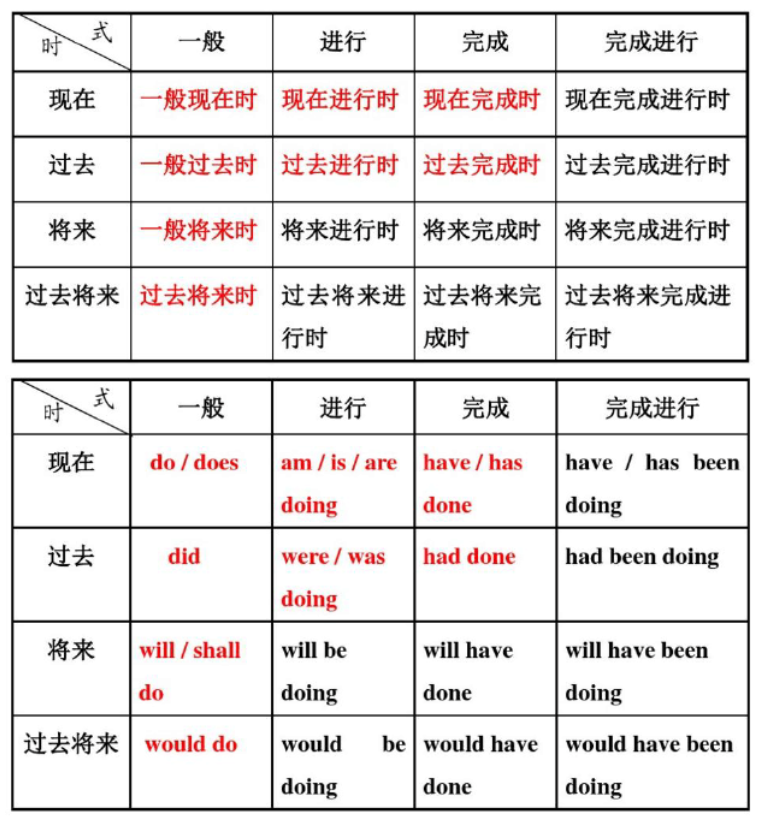 时 式 一般 进行 完成 完成进行
现在 一般现在时 现在进行时 现在完成时 现在完成进行时
过去 一般过去时 过去进行时 过去完成时 过去完成进行时
将来 一般将来时 将来进行时 将来完成时 将来完成进行时
过去将来 过去将来时 过去将来进 过去将来完 过去将来完成进
行时 成时 行时
时 式 一般 进行 完成 完成进行
现在 do / does am / is / are have / has have / has been
doing done doing
过去 did were / was had done had been doing
doing
将来 will / shall will be will have will have been
do doing done doing
过去将来 would do would be would have would have been
doing done doing